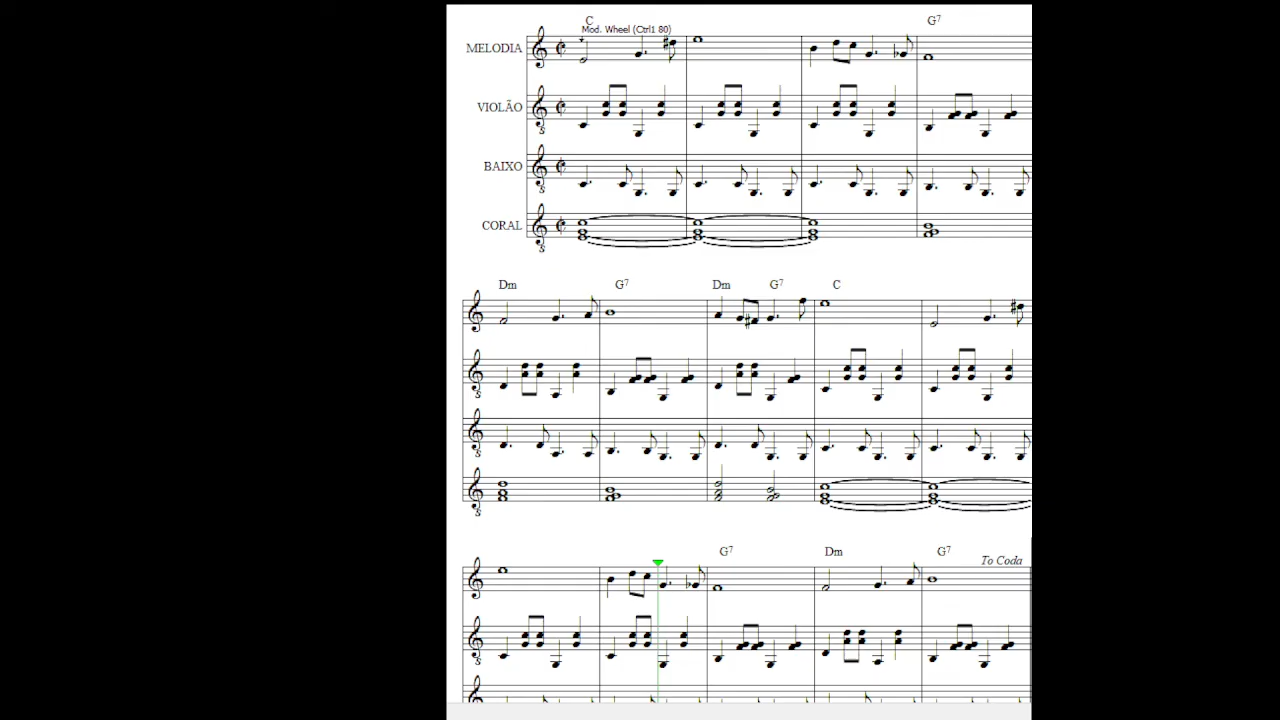 C G7
Mod. Wheel (Ctrl1 80)
MELODIA
VIOLÃO
BAIXO
CORAL
Dm G7 Dm G7 C
G7 Dm G7
To Coda